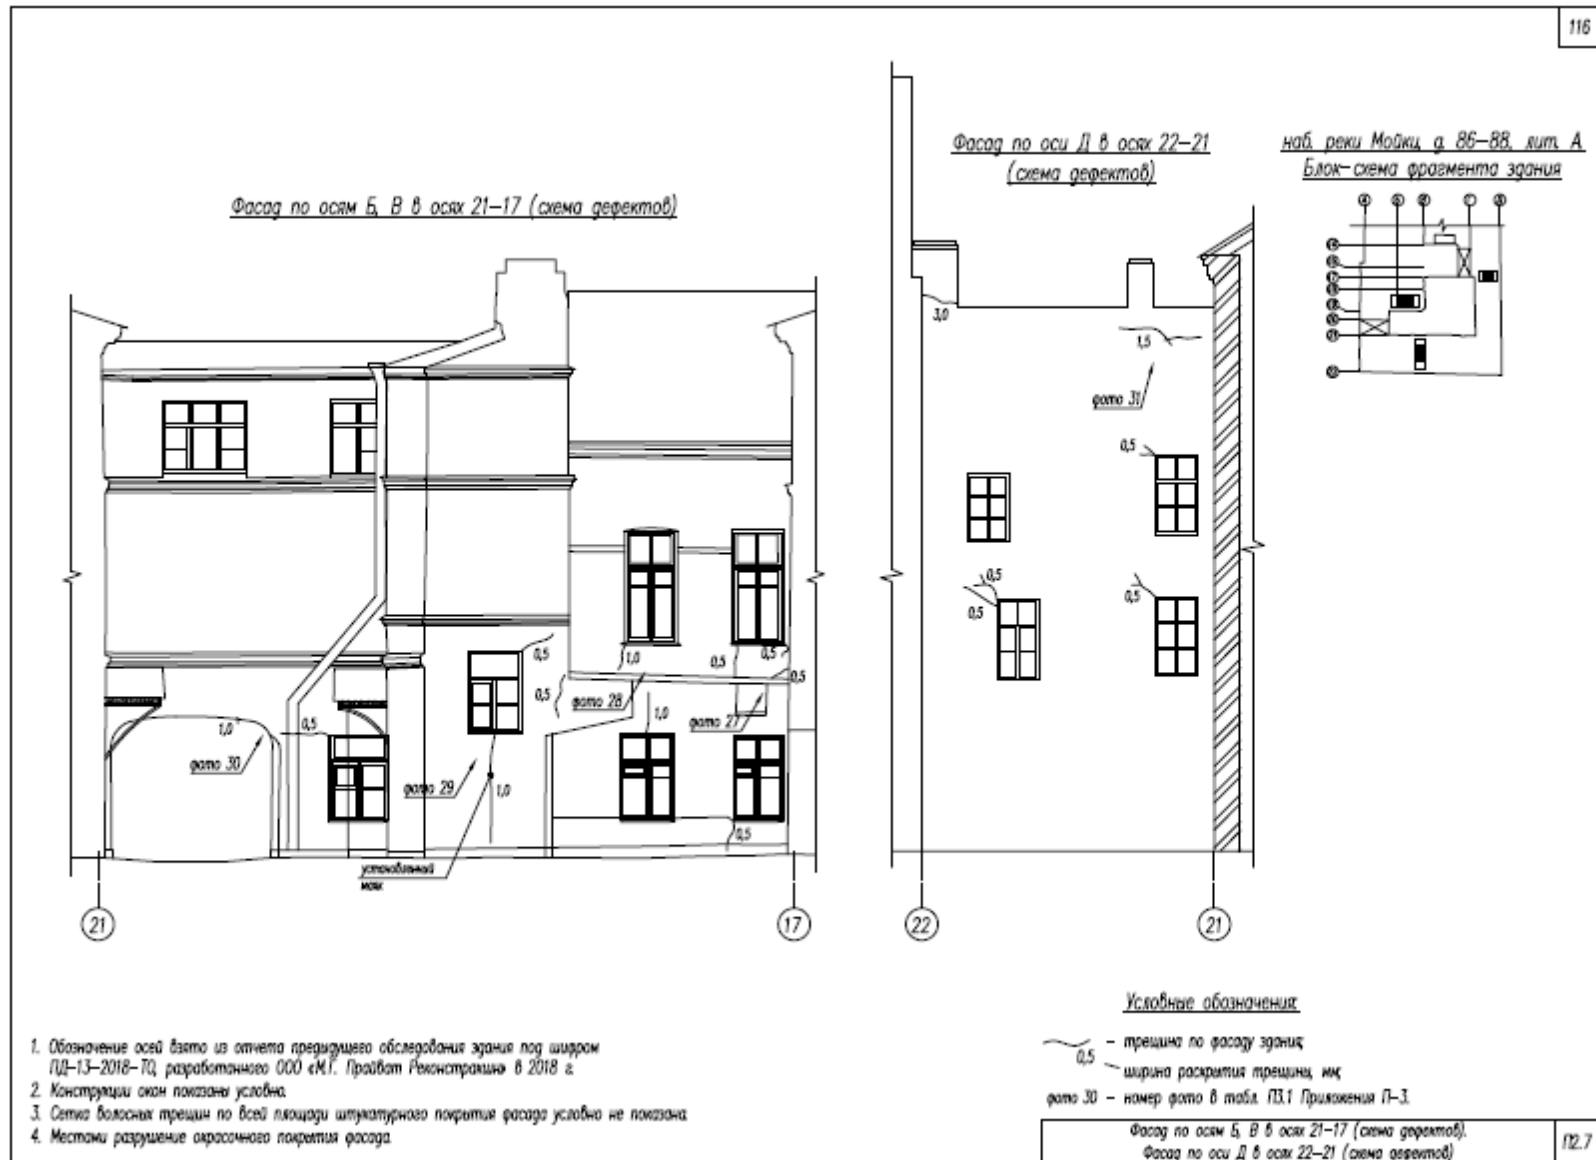 116
Фасад по оси Д в осях 22–21
(схема дефектов)
наб. реки Мойки, д. 86–88, лит. А
Блок–схема фрагмента здания
Фасад по осям Б, В в осях 21–17 (схема дефектов)
3,0
1,5
фото 31
0,5
0,5
0,5
0,5
0,5
1,0
0,5
0,5
0,5
0,5
фото 28
1,0
фото 27
1,0
0,5
фото 30
фото 29
1,0
0,5
установленный
маяк
21
17
22
21
Условные обозначения:
– трещина по фасаду здания;
0,5
ширина раскрытия трещины, мм;
фото 30 – номер фото в табл. П3.1 Приложения П–3.
1. Обозначение осей взято из отчета предыдущего обследования здания под шифром
ПД–13–2018–ТО, разработанного ООО «М.Г. Прайват Реконстракшн» в 2018 г.
2. Конструкции окон показаны условно.
3. Сетка волосных трещин по всей площади штукатурного покрытия фасада условно не показана.
4. Местами разрушение окрасочного покрытия фасада.
Фасад по осям Б, В в осях 21–17 (схема дефектов).
Фасад по оси Д в осях 22–21 (схема дефектов)
П2.7